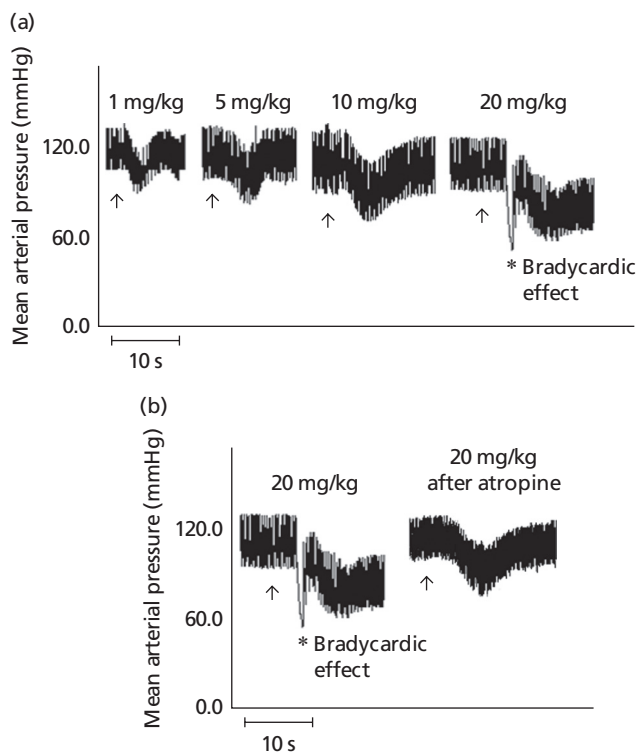 (a)
Mean arterial pressure (mmHg)
1 mg/kg
5 mg/kg
10 mg/kg
20 mg/kg
120.0
60.0
0.0
* Bradycardic
effect
10 s
(b)
Mean arterial pressure (mmHg)
20 mg/kg
20 mg/kg
after atropine
120.0
60.0
0.0
* Bradycardic
effect
10 s